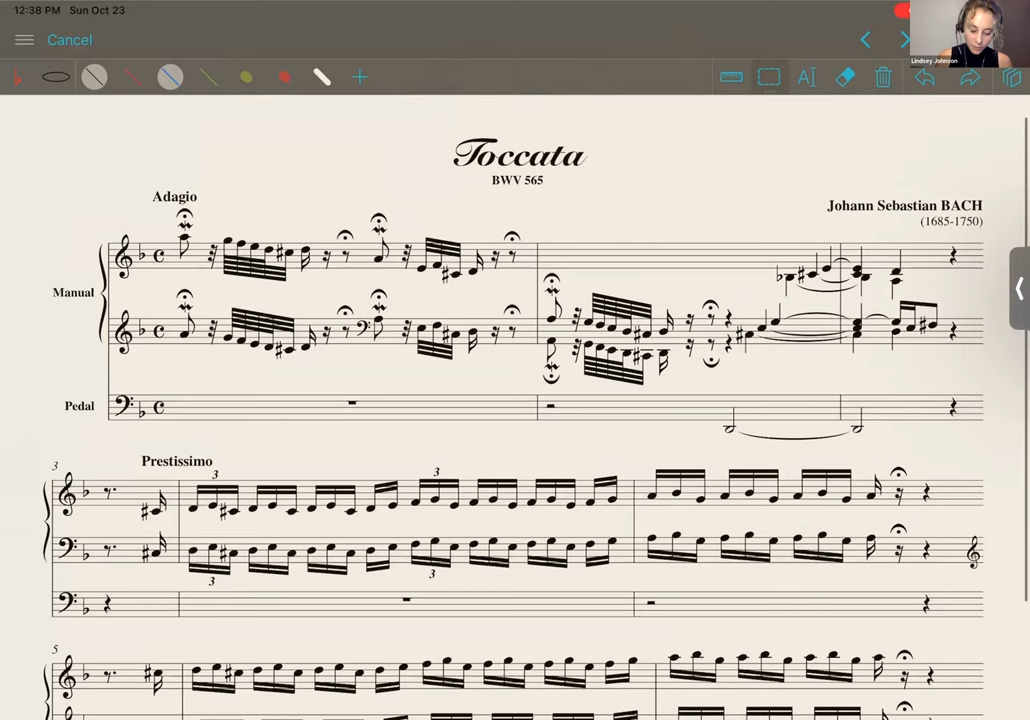 12:38 PM Sun Oct 23
Cancel
Lindsey Johnson
AI
Toccata
BWV 565
Adagio
Johann Sebastian BACH
(1685-1750)
Manual
Pedal
3
Prestissimo
3 3
3 3
5